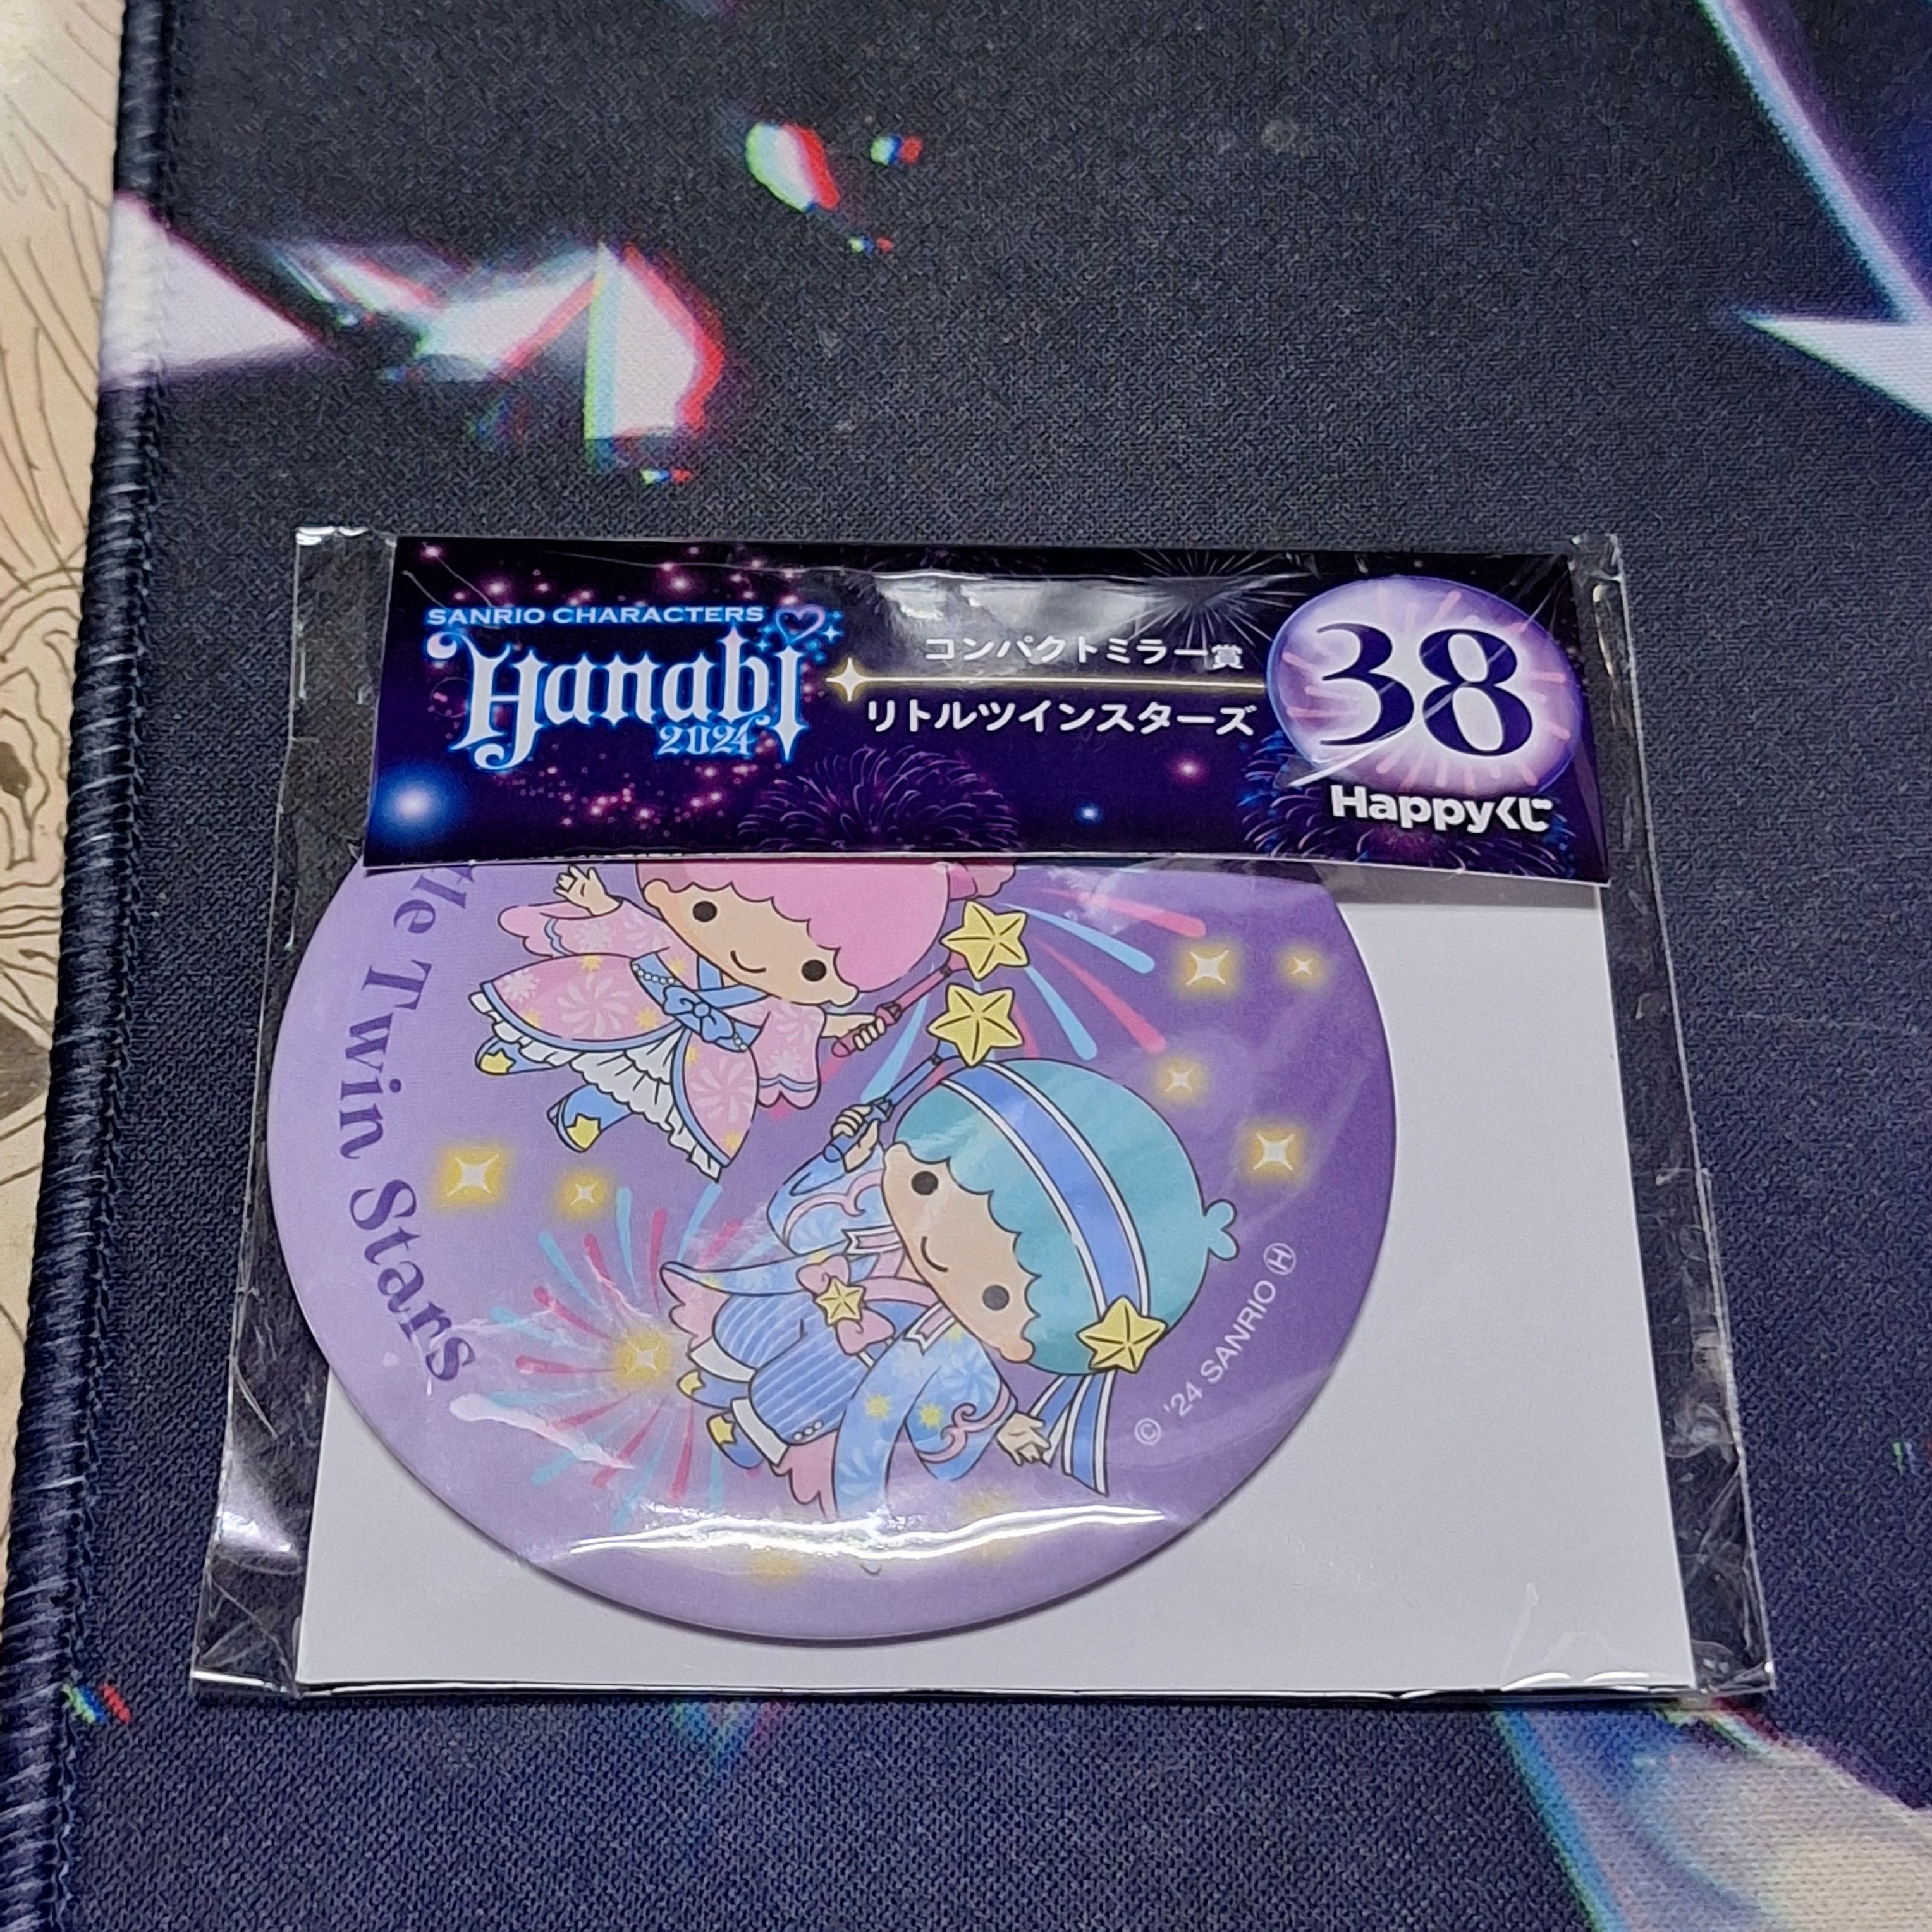 SANRIO CHARACTERS
Hanabi
2024
コンパクトミラー賞
リトルツインスターズ
38
Happyくじ
Twin Stars
© '24 SANRIO Ⓗ